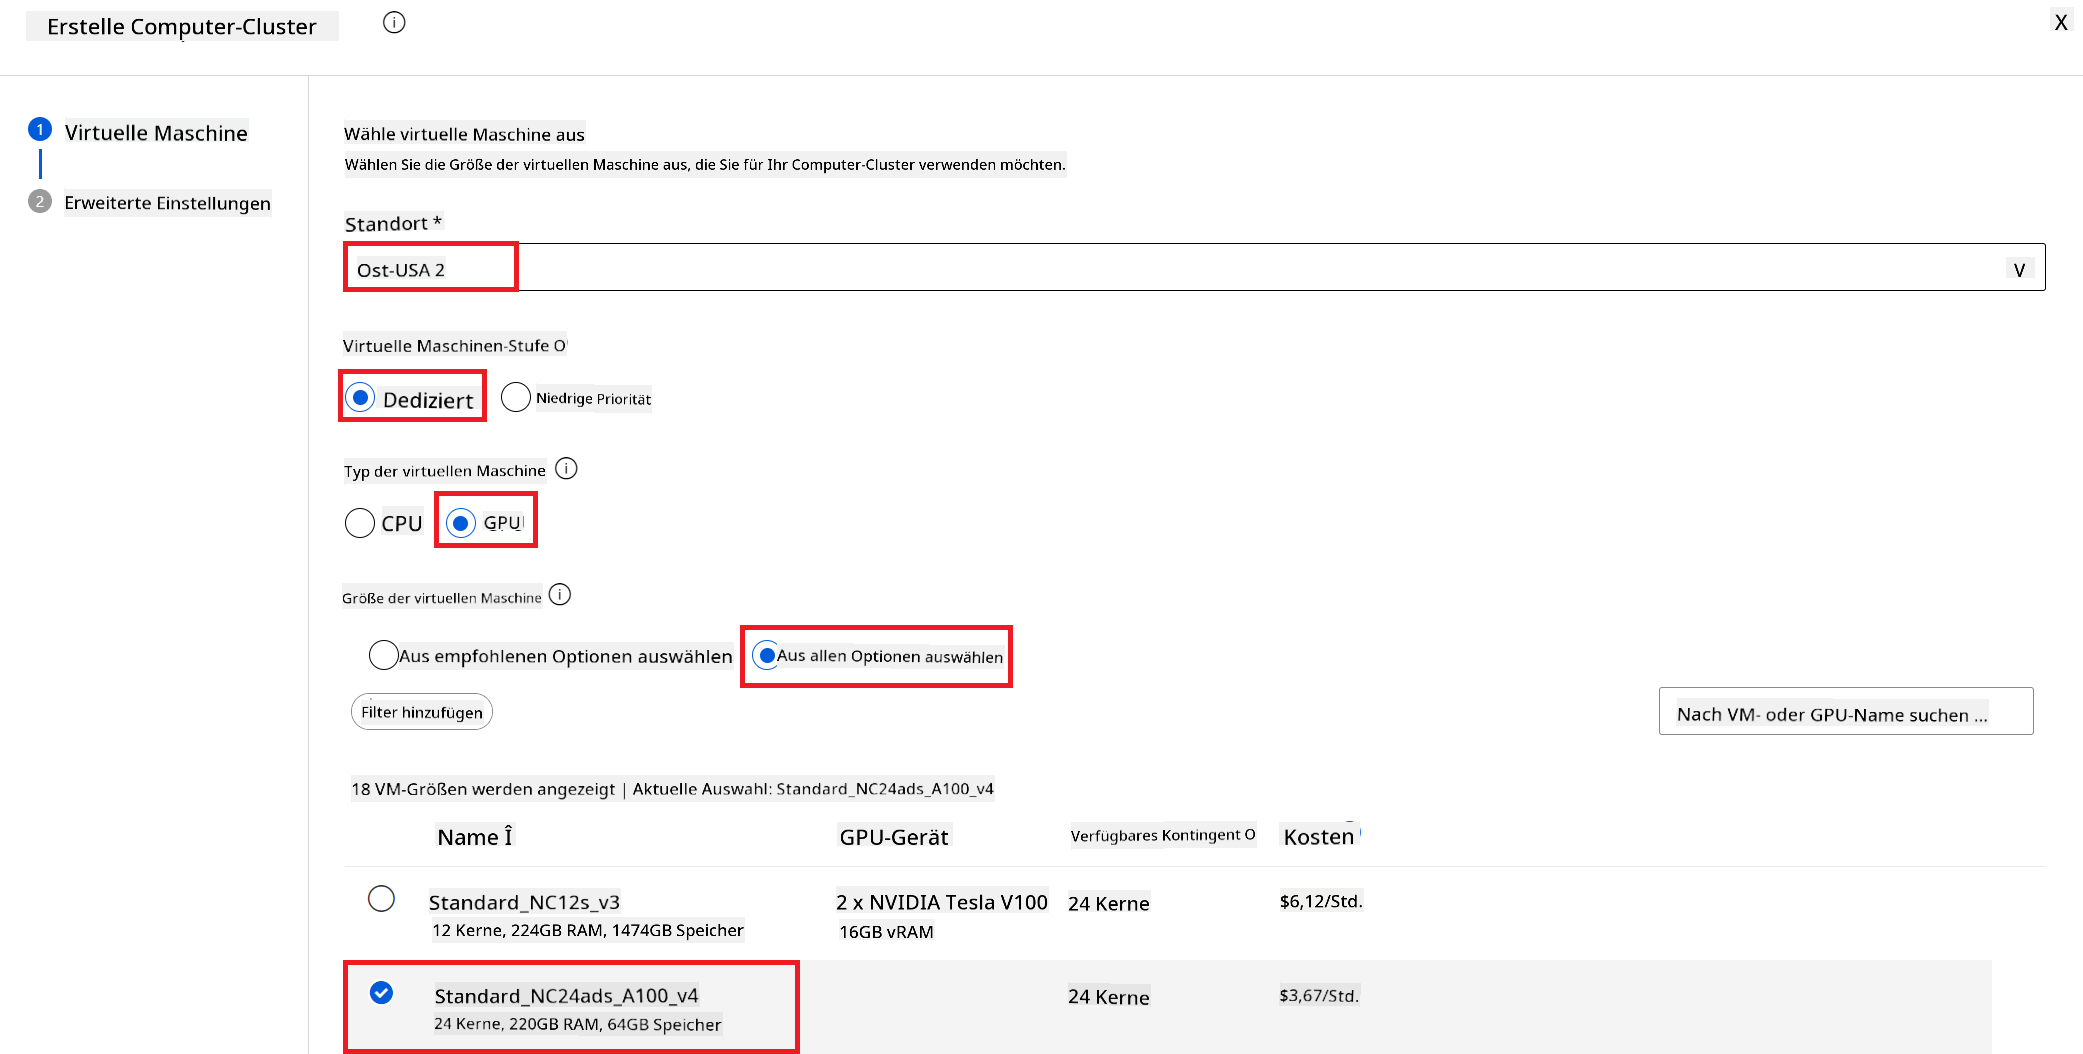 Erstelle Computer-Cluster
X
1 Virtuelle Maschine
2 Erweiterte Einstellungen
Wähle virtuelle Maschine aus
Wählen Sie die Größe der virtuellen Maschine aus, die Sie für Ihr Computer-Cluster verwenden möchten.
Standort *
Ost-USA 2 V
Virtuelle Maschinen-Stufe O
Dediziert Niedrige Priorität
Typ der virtuellen Maschine
CPU GPU
Größe der virtuellen Maschine
Aus empfohlenen Optionen auswählen Aus allen Optionen auswählen
Filter hinzufügen Nach VM- oder GPU-Name suchen ...
18 VM-Größen werden angezeigt | Aktuelle Auswahl: Standard_NC24ads_A100_v4
Name Î GPU-Gerät Verfügbares Kontingent O Kosten
Standard_NC12s_v3 2 x NVIDIA Tesla V100 24 Kerne $6,12/Std.
12 Kerne, 224GB RAM, 1474GB Speicher 16GB vRAM
Standard_NC24ads_A100_v4 24 Kerne $3,67/Std.
24 Kerne, 220GB RAM, 64GB Speicher